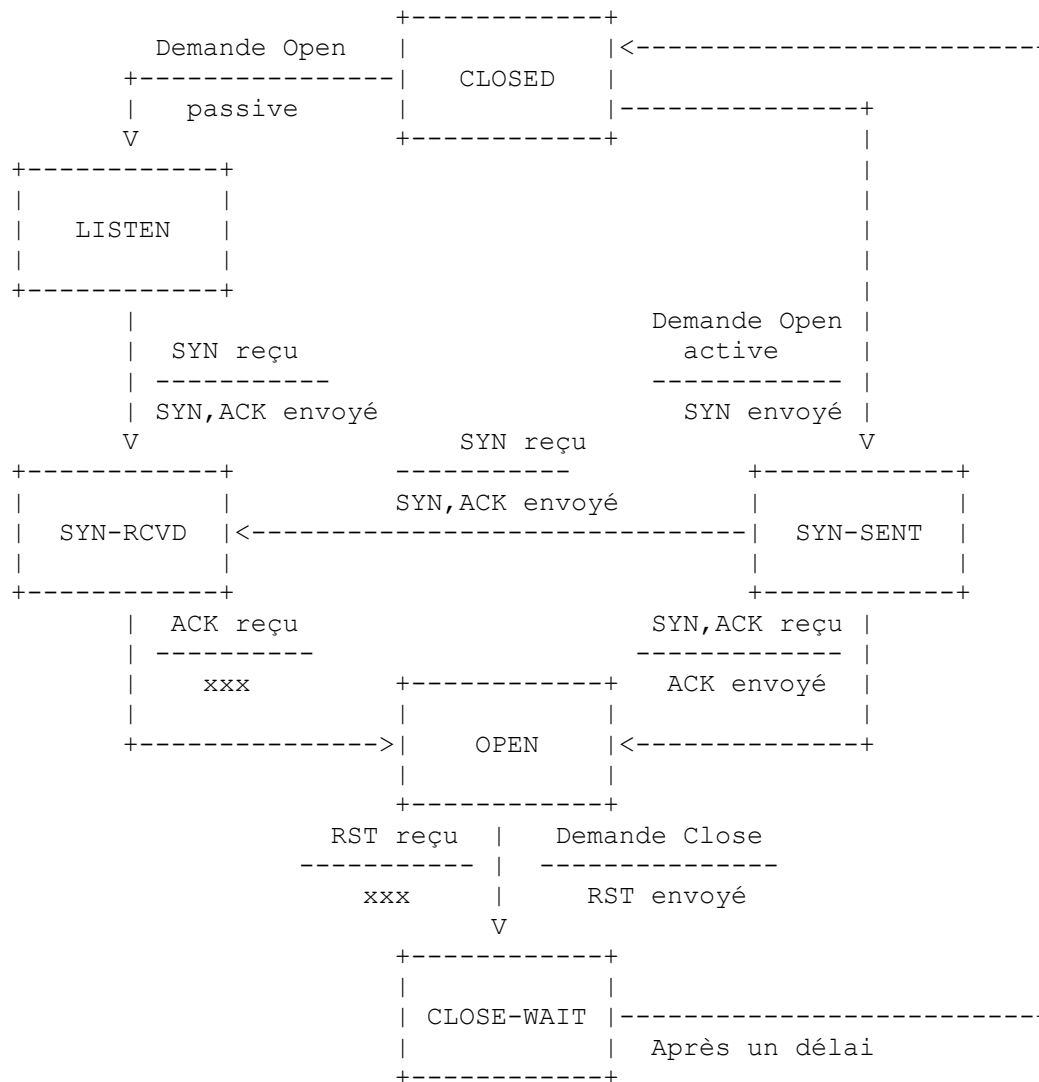 Demande Open
CLOSED
passive
LISTEN
Demande Open
SYN reçu
active
SYN,ACK envoyé
SYN envoyé
SYN reçu
SYN,ACK envoyé
SYN-RCVD
SYN-SENT
ACK reçu
SYN,ACK reçu
xxx
ACK envoyé
OPEN
RST reçu
Demande Close
xxx
RST envoyé
CLOSE-WAIT
Après un délai